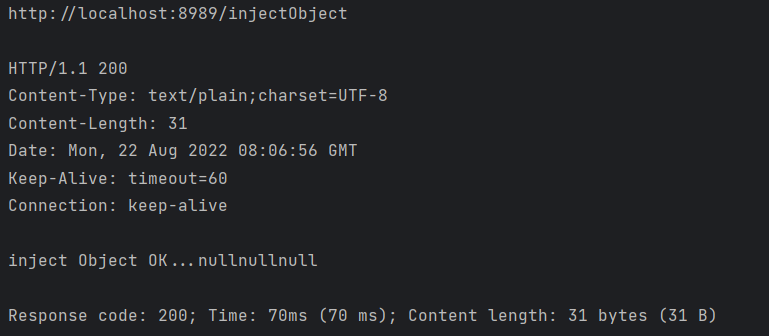 http://localhost:8989/injectObject
HTTP/1.1 200
Content-Type: text/plain;charset=UTF-8
Content-Length: 31
Date: Mon, 22 Aug 2022 08:06:56 GMT
Keep-Alive: timeout=60
Connection: keep-alive
inject Object OK...nullnullnull
Response code: 200; Time: 70ms (70 ms); Content length: 31 bytes (31 B)